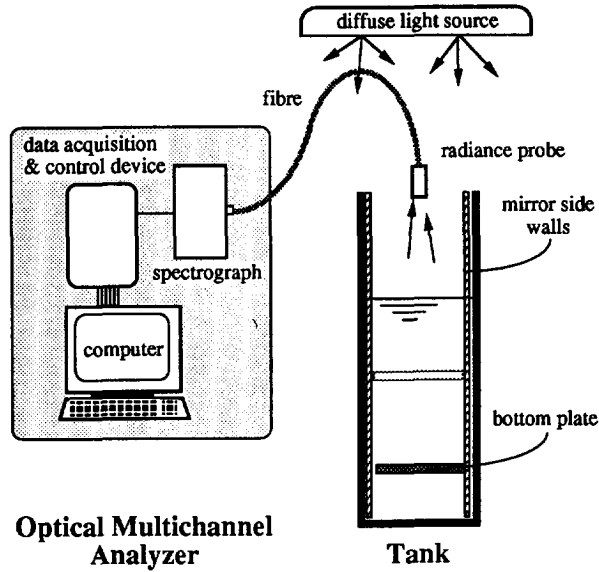 diffuse light source
fibre
data acquisition
& control device
radiance probe
mirror side
walls
spectrograph
computer
bottom plate
Optical Multichannel
Analyzer
Tank